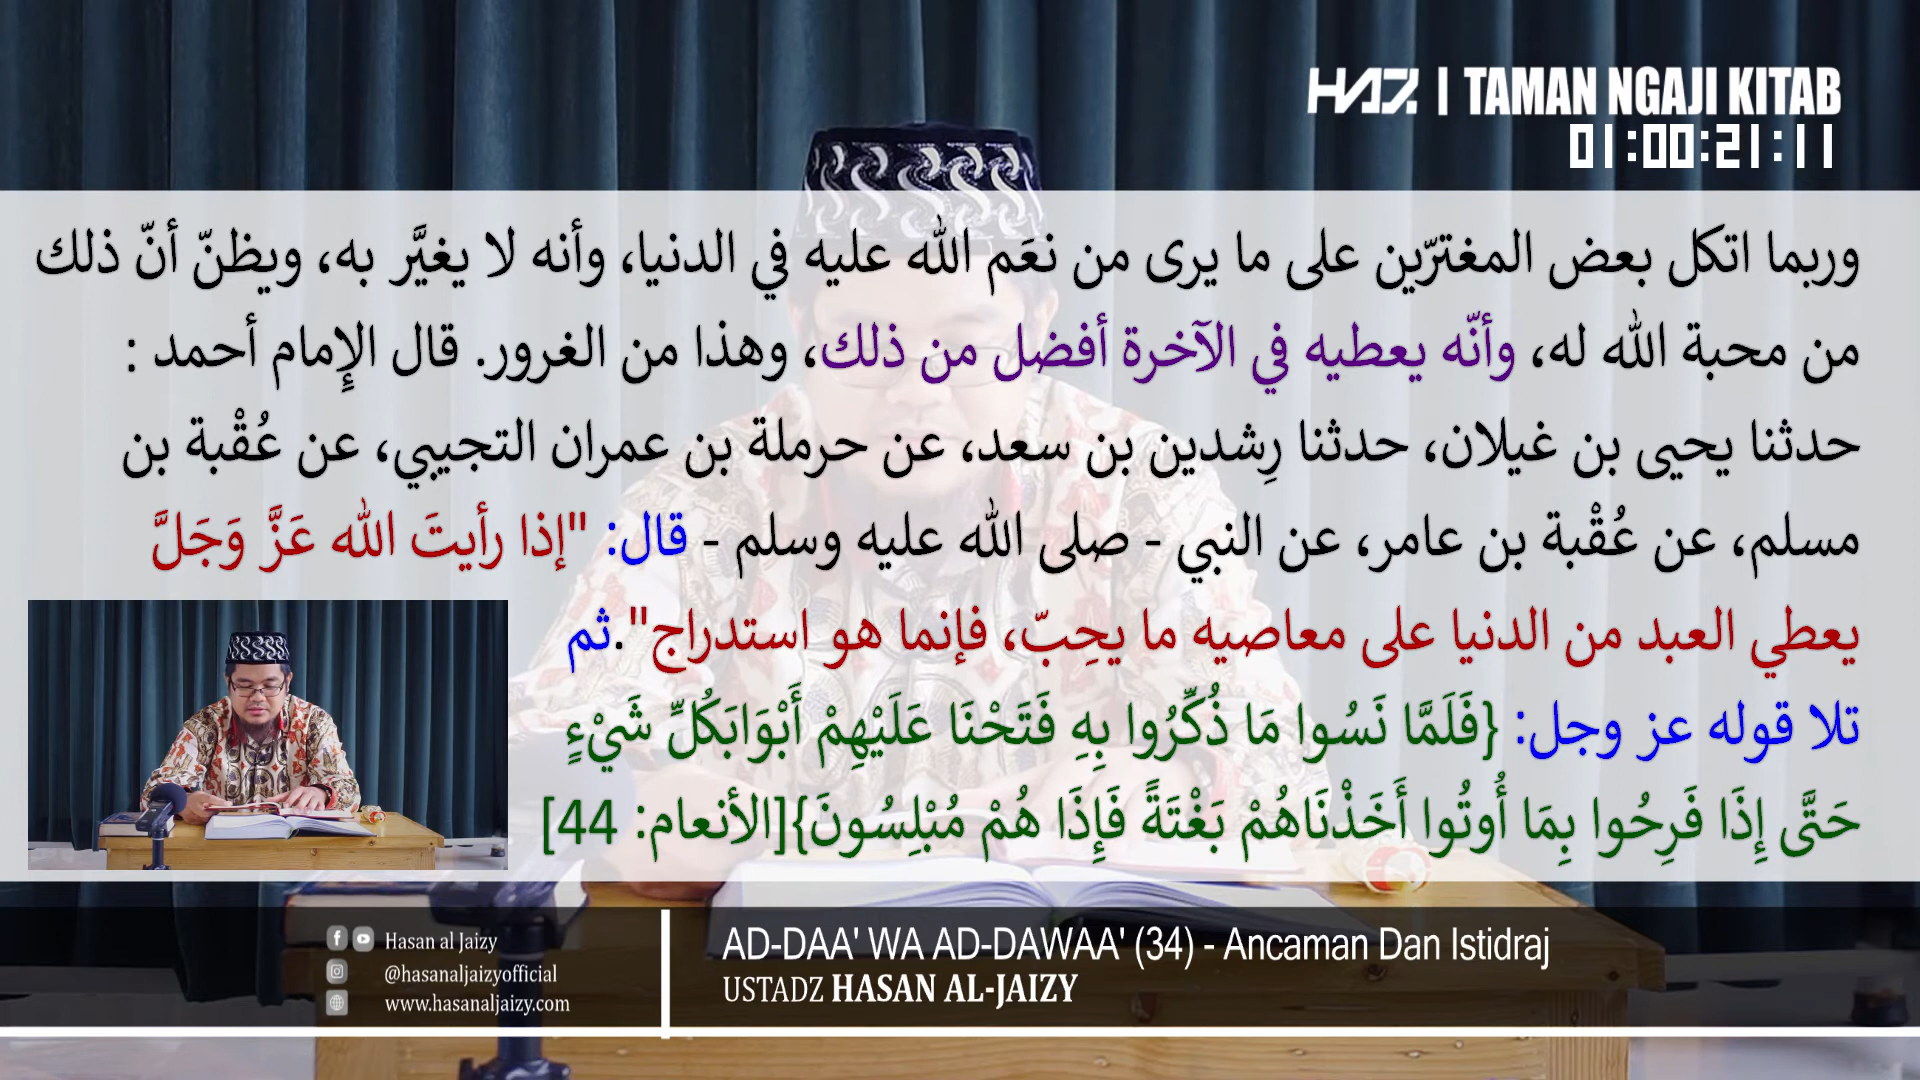 HAZ | TAMAN NGAJI KITAB
01:00:21:11
وربما اتكل بعض المغترّين على ما يرى من نعَم الله عليه في الدنيا، وأنه لا يغيَّر به، ويظنّ أنّ ذلك
من محبة الله له، وأنّه يعطيه في الآخرة أفضل من ذلك، وهذا من الغرور. قال الإِمام أحمد :
حدثنا يحيى بن غيلان، حدثنا رِشدين بن سعد، عن حرملة بن عمران التجيبي، عن عُقْبة بن
مسلم، عن عُقْبة بن عامر، عن النبي - صلى الله عليه وسلم - قال: "إذا رأيتَ الله عَزَّ وَجَلَّ
يعطي العبد من الدنيا على معاصيه ما يحِبّ، فإنما هو استدراج".ثم
تلا قوله عز وجل: {فَلَمَّا نَسُوا مَا ذُكِّرُوا بِهِ فَتَحْنَا عَلَيْهِمْ أَبْوَابَكُلِّ شَيْءٍ
حَتَّى إِذَا فَرِحُوا بِمَا أُوتُوا أَخَذْنَاهُمْ بَغْتَةً فَإِذَا هُمْ مُبْلِسُونَ}[الأنعام: 44]
Hasan al Jaizy
@hasanaljaizyofficial
www.hasanaljaizy.com
AD-DAA' WA AD-DAWAA' (34) - Ancaman Dan Istidraj
USTADZ HASAN AL-JAIZY